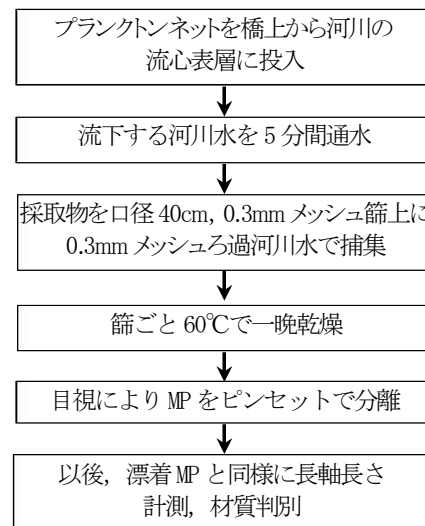 プランクトンネットを橋上から河川の
流心表層に投入
流下する河川水を5分間通水
採取物を口径 40cm, 0.3mm メッシュ篩上に
0.3mm メッシュろ過河川水で捕集
篩ごと 60℃で一晩乾燥
目視により MP をピンセットで分離
以後，漂着 MP と同様に長軸長さ
計測，材質判別